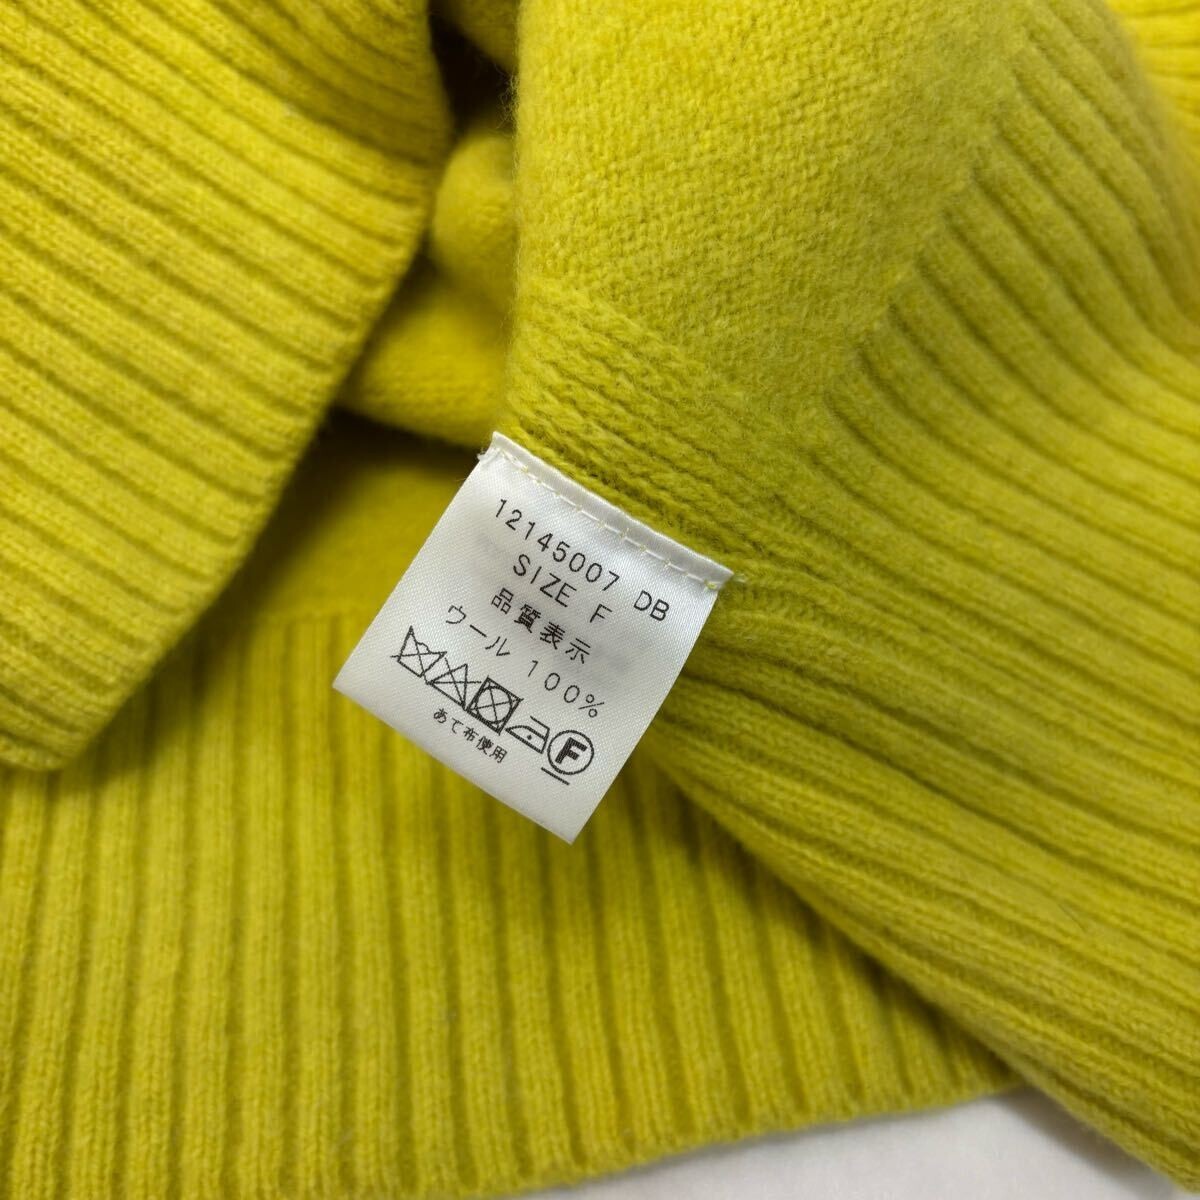 12145007 DB
SIZE F
品質表示
ウール 100%
F
あて布使用